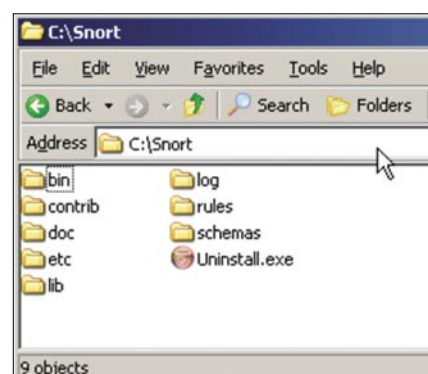 C:\Snort
File Edit View Favorites Tools Help
Back Search Folders
Address C:\Snort
bin log
contrib rules
doc schemas
etc Uninstall.exe
lib
9 objects